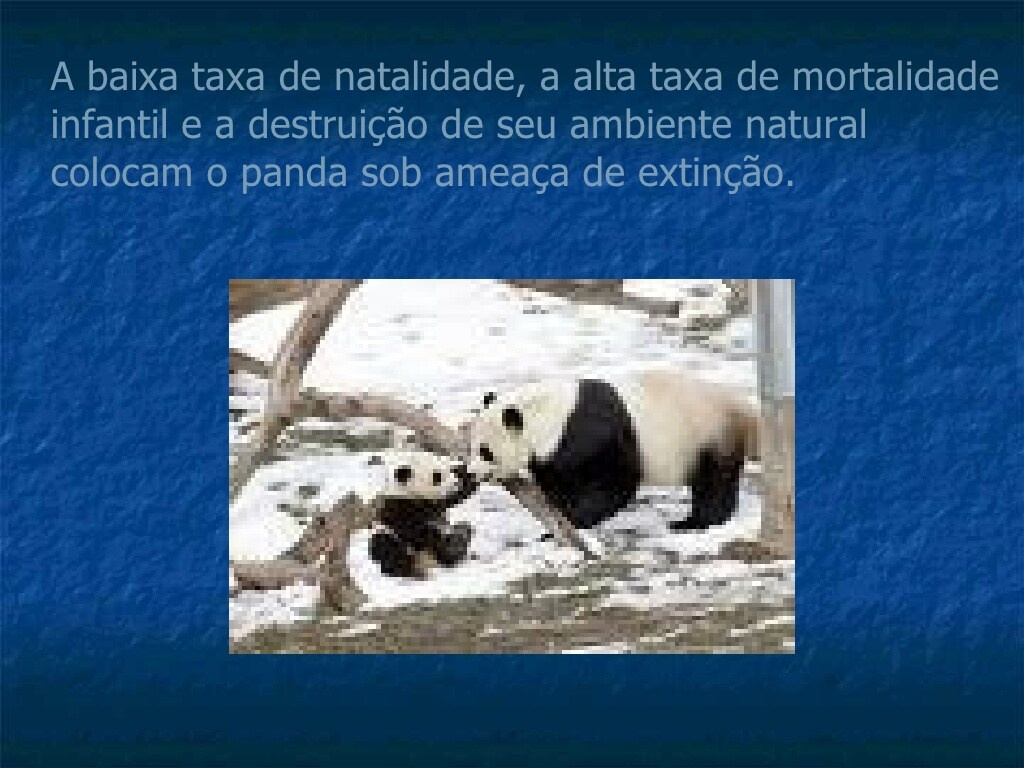 A baixa taxa de natalidade, a alta taxa de mortalidade
infantil e a destruição de seu ambiente natural
colocam o panda sob ameaça de extinção.